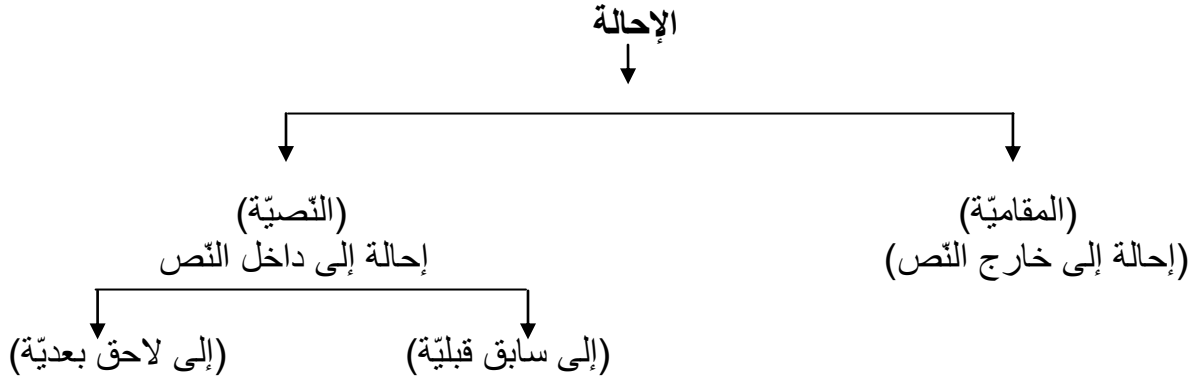 الإحالة
(المقاميّة)
(إحالة إلى خارج النّص)
(النّصيّة)
إحالة إلى داخل النّص
(إلى سابق قبليّة)
(إلى لاحق بعديّة)